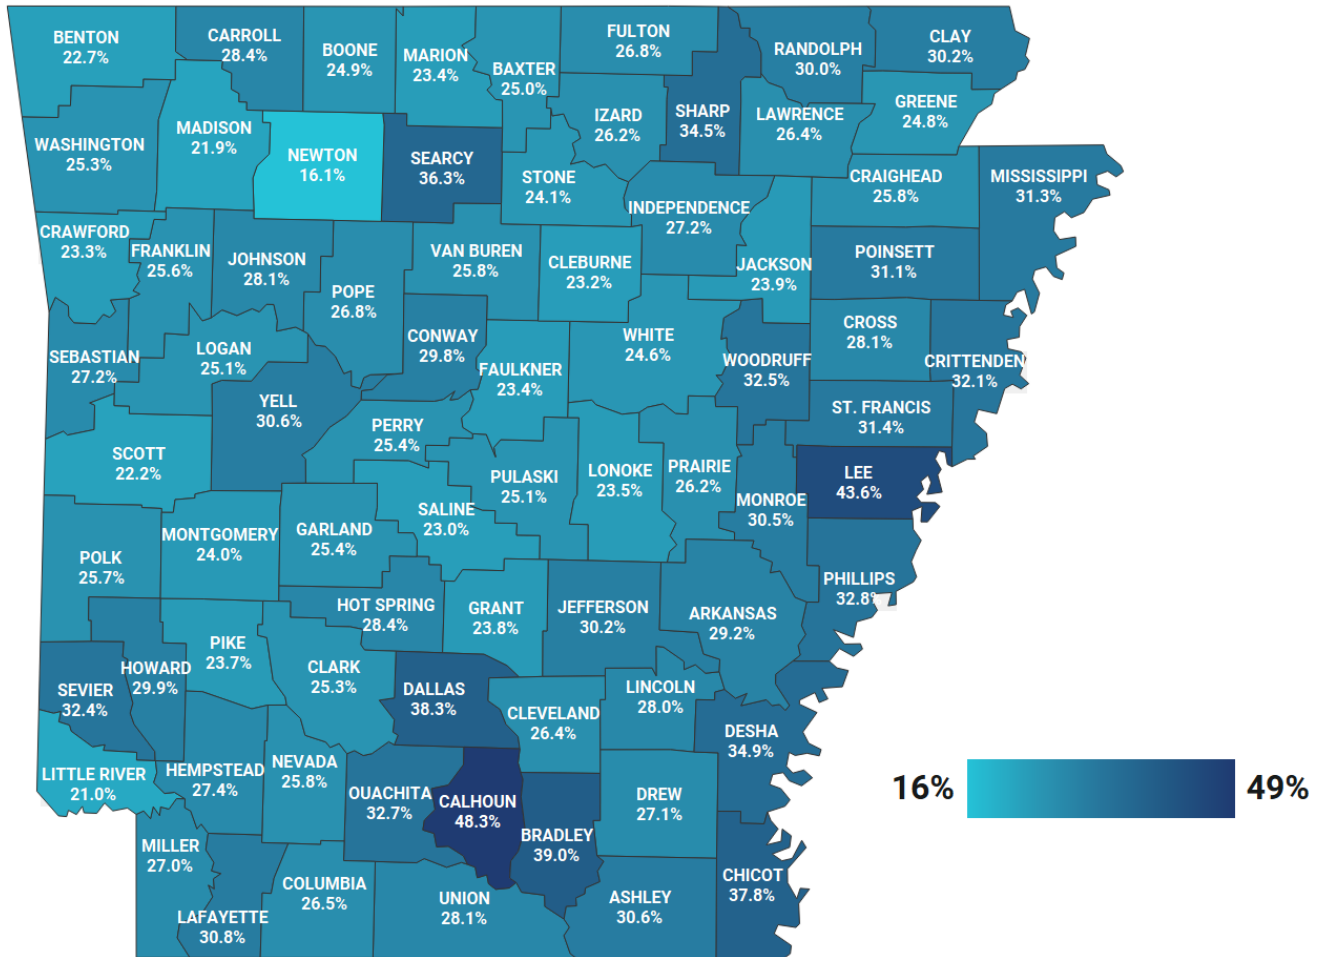 BENTON
22.7%
CARROLL
28.4%
BOONE
24.9%
MARION
23.4%
BAXTER
25.0%
FULTON
26.8%
RANDOLPH
30.0%
CLAY
30.2%
IZARD
26.2%
SHARP
34.5%
LAWRENCE
26.4%
GREENE
24.8%
WASHINGTON
25.3%
MADISON
21.9%
NEWTON
16.1%
SEARCY
36.3%
STONE
24.1%
INDEPENDENCE
27.2%
CRAIGHEAD
25.8%
MISSISSIPPI
31.3%
CRAWFORD
23.3%
FRANKLIN
25.6%
JOHNSON
28.1%
POPE
26.8%
VAN BUREN
25.8%
CLEBURNE
23.2%
JACKSON
23.9%
POINSETT
31.1%
SEBASTIAN
27.2%
LOGAN
25.1%
CONWAY
29.8%
FAULKNER
23.4%
WHITE
24.6%
WOODRUFF
32.5%
CROSS
28.1%
CRITTENDEN
32.1%
YELL
30.6%
PERRY
25.4%
ST. FRANCIS
31.4%
SCOTT
22.2%
PULASKI
25.1%
LONOKE
23.5%
PRAIRIE
26.2%
MONROE
30.5%
LEE
43.6%
POLK
25.7%
MONTGOMERY
24.0%
GARLAND
25.4%
SALINE
23.0%
HOT SPRING
28.4%
GRANT
23.8%
JEFFERSON
30.2%
ARKANSAS
29.2%
PHILLIPS
32.8%
SEVIER
32.4%
HOWARD
29.9%
PIKE
23.7%
CLARK
25.3%
DALLAS
38.3%
CLEVELAND
26.4%
LINCOLN
28.0%
DESHA
34.9%
LITTLE RIVER
21.0%
HEMPSTEAD
27.4%
NEVADA
25.8%
OUACHITA
32.7%
CALHOUN
48.3%
BRADLEY
39.0%
DREW
27.1%
16%
49%
MILLER
27.0%
LAFAYETTE
30.8%
COLUMBIA
26.5%
UNION
28.1%
ASHLEY
30.6%
CHICOT
37.8%